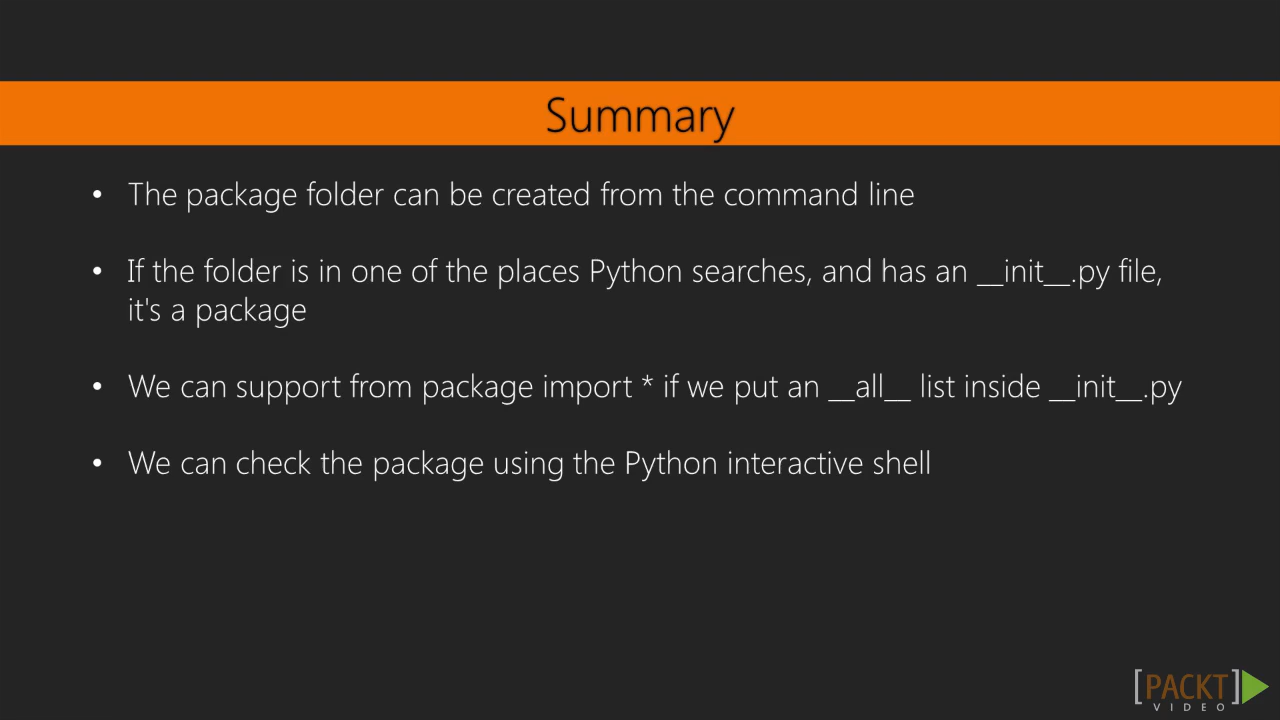 Summary
• The package folder can be created from the command line
• If the folder is in one of the places Python searches, and has an __init__.py file,
it's a package
• We can support from package import * if we put an __all__ list inside __init__.py
• We can check the package using the Python interactive shell
[PACKT]
VIDEO